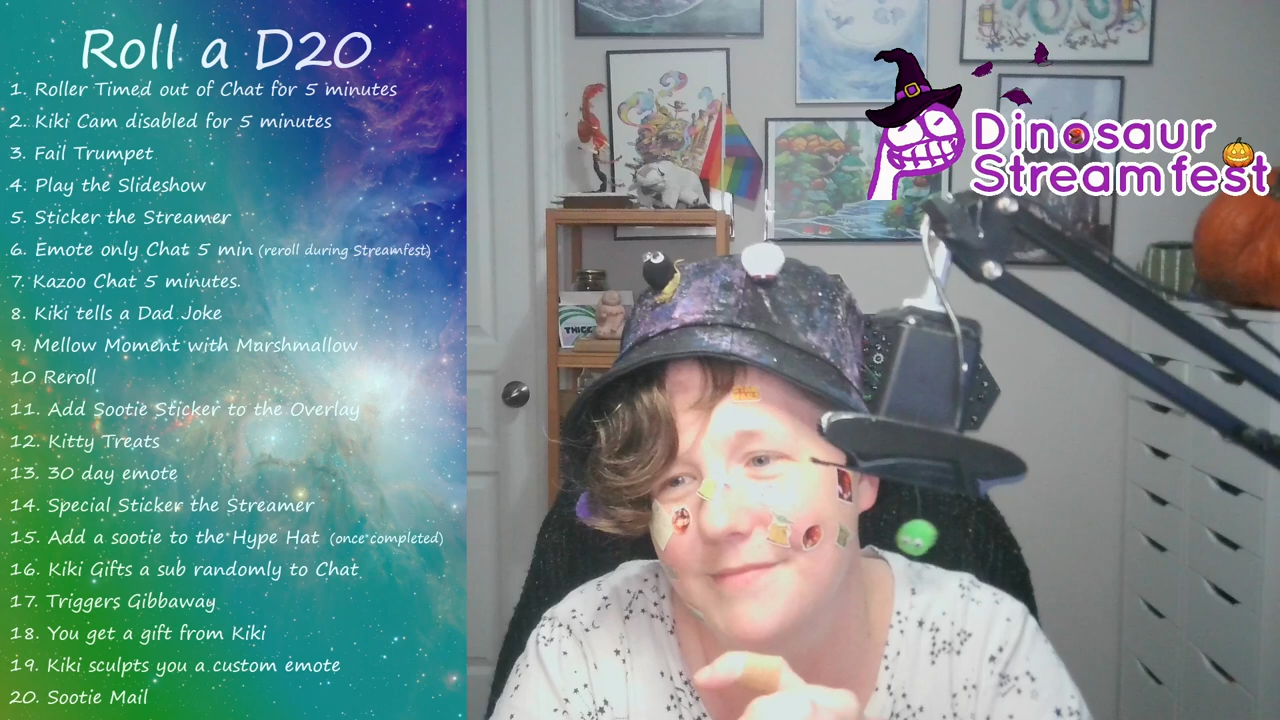 Roll a D20
1. Roller Timed out of Chat for 5 minutes
2. Kiki Cam disabled for 5 minutes
3. Fail Trumpet
4. Play the Slideshow
5. Sticker the Streamer
6. Emote only Chat 5 min (reroll during Streamfest)
7. Kazoo Chat 5 minutes.
8. Kiki tells a Dad Joke
9. Mellow Moment with Marshmallow
10 Reroll
11. Add Sootie Sticker to the Overlay
12. Kitty Treats
13. 30 day emote
14. Special Sticker the Streamer
15. Add a sootie to the Hype Hat (once completed)
16. Kiki Gifts a sub randomly to Chat
17. Triggers Gibbaway
18. You get a gift from Kiki
19. Kiki sculpts you a custom emote
20. Sootie Mail
Dinosaur
Streamfest
THICC